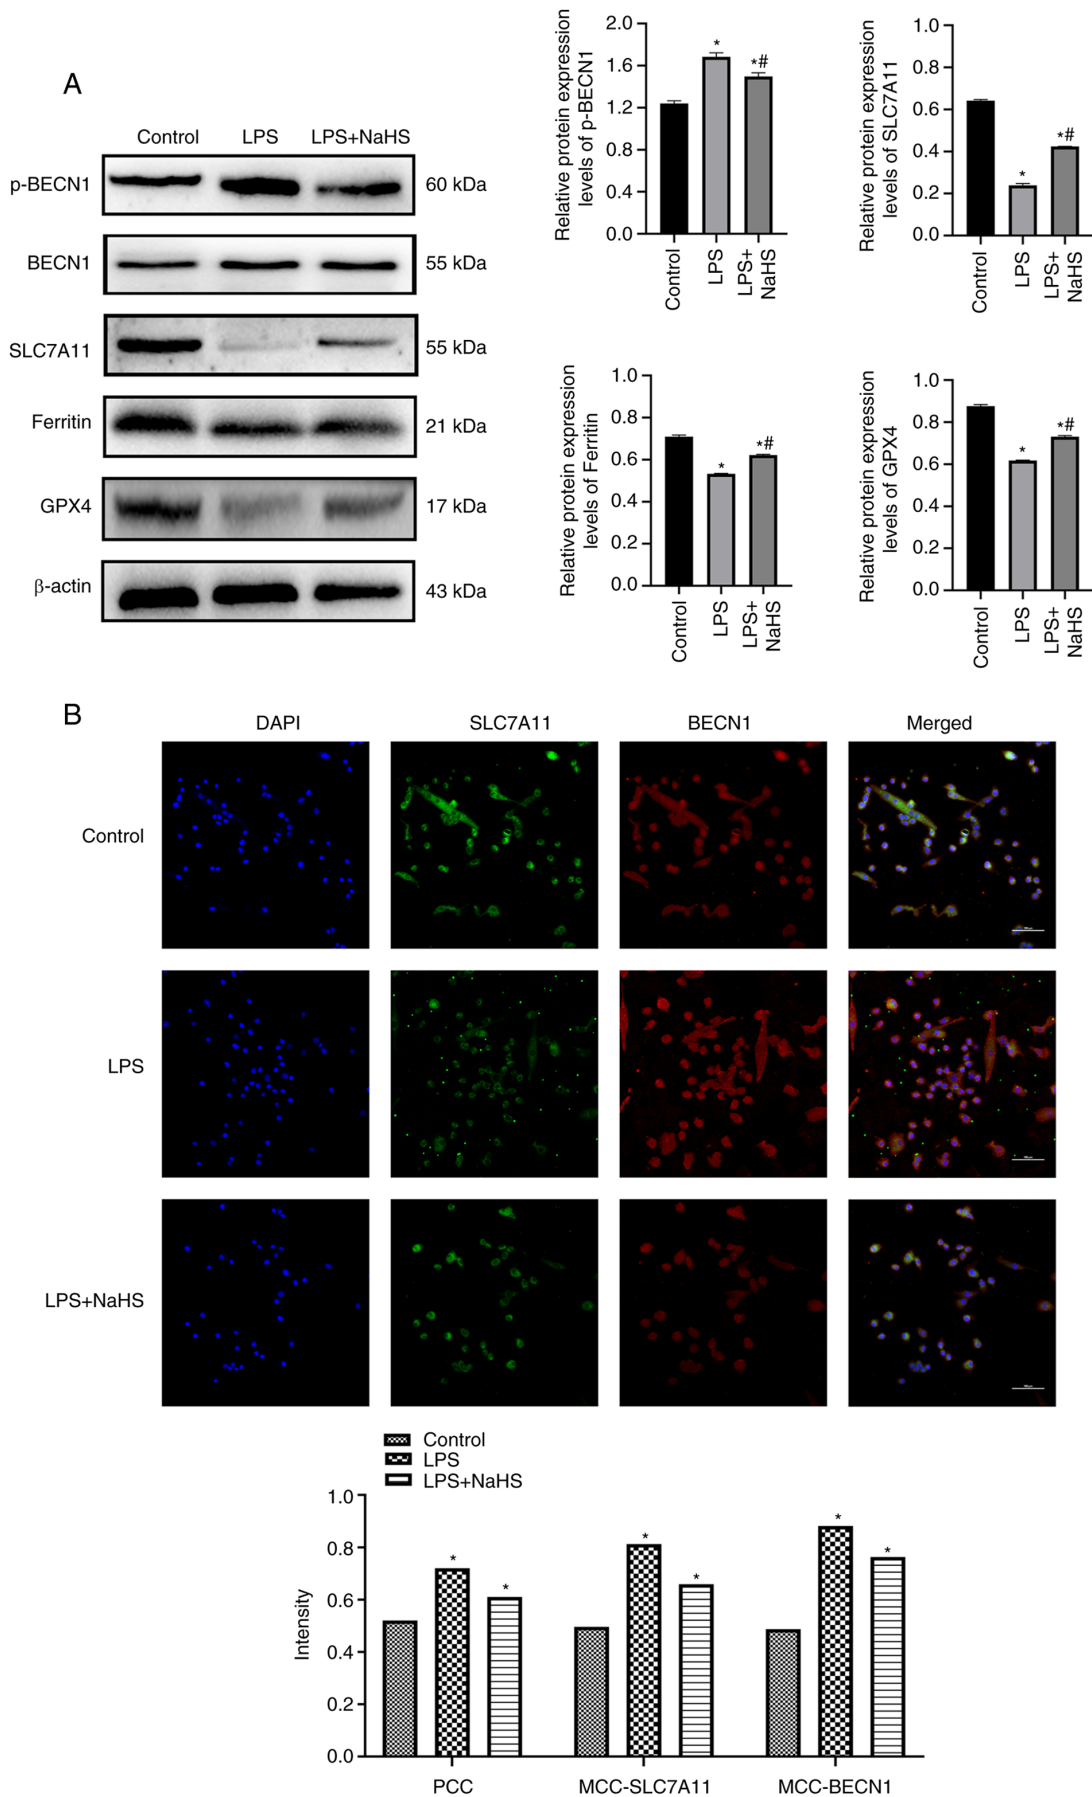 A
Control LPS LPS+NaHS
p-BECN1 60 kDa
BECN1 55 kDa
SLC7A11 55 kDa
Ferritin 21 kDa
GPX4 17 kDa
β-actin 43 kDa
Relative protein expression
levels of p-BECN1
2.0
1.6
1.2
0.8
0.4
0.0
*
*#
Control
LPS
LPS+
NaHS
Relative protein expression
levels of SLC7A11
1.0
0.8
0.6
0.4
0.2
0.0
*
*#
Control
LPS
LPS+
NaHS
Relative protein expression
levels of Ferritin
1.0
0.8
0.6
0.4
0.2
0.0
*
*#
Control
LPS
LPS+
NaHS
Relative protein expression
levels of GPX4
1.0
0.8
0.6
0.4
0.2
0.0
*
*#
Control
LPS
LPS+
NaHS
B
DAPI SLC7A11 BECN1 Merged
Control
LPS
LPS+NaHS
Control
LPS
LPS+NaHS
Intensity
1.0
0.8
0.6
0.4
0.2
0.0
* *
* *
* *
PCC MCC-SLC7A11 MCC-BECN1